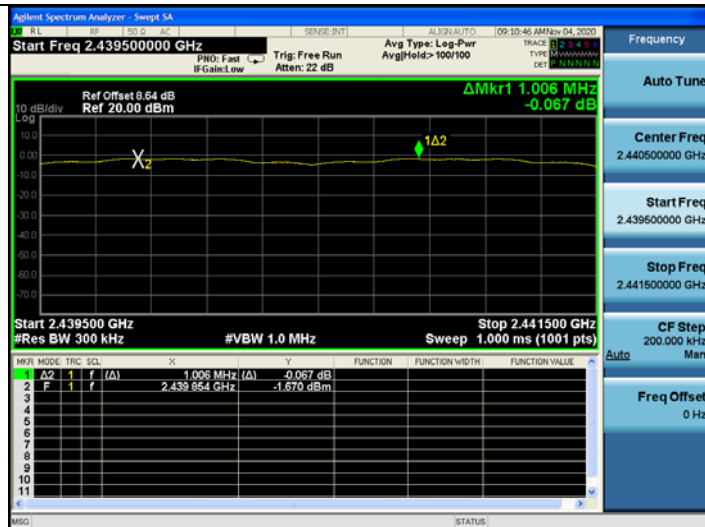 Agilent Spectrum Analyzer - Swept SA
RL RF 50 Ω AC SENSE:INT ALIGN AUTO 09:10:46 AM Nov 04, 2020
Start Freq 2.439500000 GHz
PNO: Fast
IFGain:Low
Trig: Free Run
Atten: 22 dB
Avg Type: Log-Pwr
Avg|Hold:>100/100
TRACE 1 2 3 4 5 6
TYPE M
DET P N N N N N
Ref Offset 8.64 dB
10 dB/div Ref 20.00 dBm
Log
ΔMkr1 1.006 MHz
-0.067 dB
10.0
0.00
-10.0
-20.0
-30.0
-40.0
-50.0
-60.0
-70.0
X2
1Δ2
Start 2.439500 GHz Stop 2.441500 GHz
#Res BW 300 kHz #VBW 1.0 MHz Sweep 1.000 ms (1001 pts)
MKR MODE TRC SCL X Y FUNCTION FUNCTION WIDTH FUNCTION VALUE
1 Δ2 1 f (Δ) 1.006 MHz (Δ) -0.067 dB
2 F 1 f 2.439 854 GHz -1.670 dBm
3
4
5
6
7
8
9
10
11
MSG STATUS
Frequency
Auto Tune
Center Freq
2.440500000 GHz
Start Freq
2.439500000 GHz
Stop Freq
2.441500000 GHz
CF Step
200.000 kHz
Auto Man
Freq Offset
0 Hz